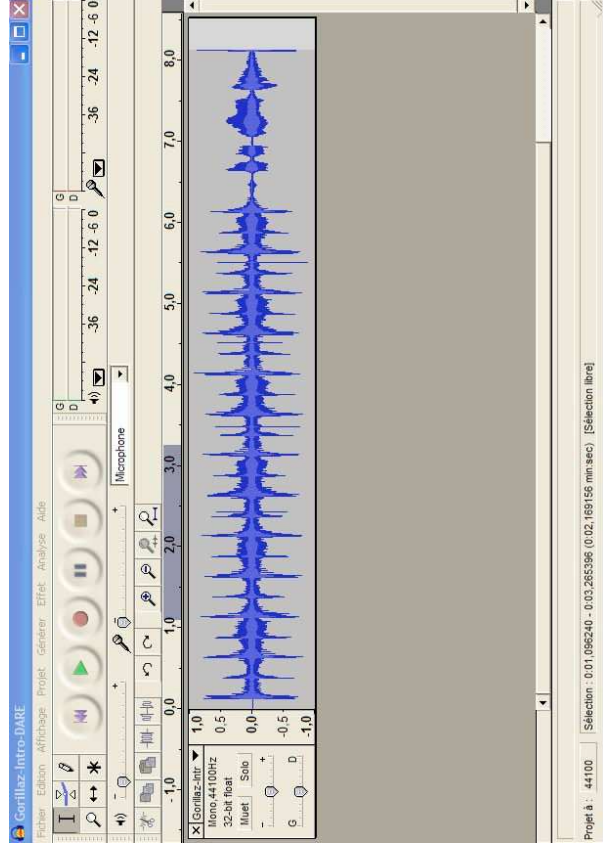 Gorillaz-Intro-DARE
Fichier Edition Affichage Projet Générer Effet Analyse Aide
G
D
-36 -24 -12 -6 0
G
D
-36 -24 -12 -6 0
- + - + Microphone
- 1,0 0,0 1,0 2,0 3,0 4,0 5,0 6,0 7,0 8,0
X Gorillaz-Intr
Mono,44100Hz
32-bit float
Muet Solo
- +
G D
1,0
0,5
0,0
-0,5
-1,0
Projet à : 44100 Sélection : 0:01,096240 - 0:03,265396 (0:02,169156 min:sec) [Sélection libre]